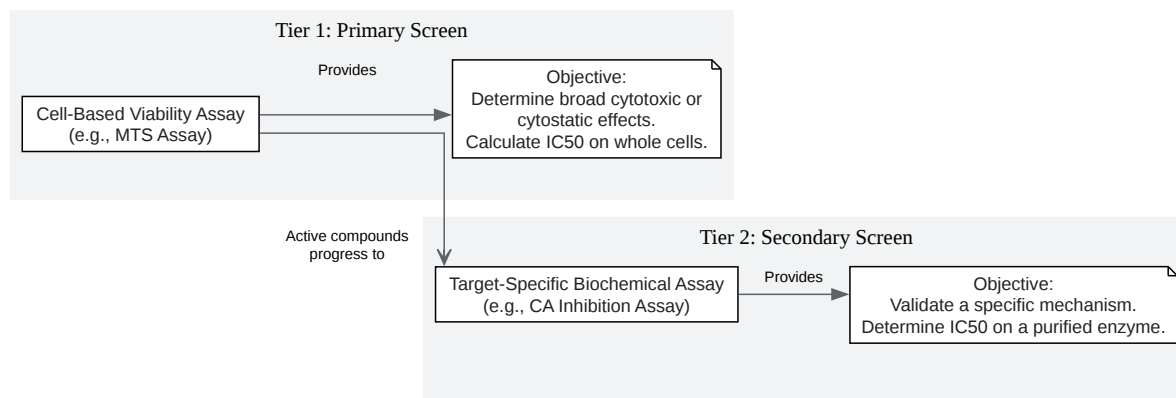 Tier 1: Primary Screen
Provides
Cell-Based Viability Assay
(e.g., MTS Assay)
Objective:
Determine broad cytotoxic or
cytostatic effects.
Calculate IC50 on whole cells.
Active compounds
progress to
Tier 2: Secondary Screen
Target-Specific Biochemical Assay
(e.g., CA Inhibition Assay)
Provides
Objective:
Validate a specific mechanism.
Determine IC50 on a purified enzyme.